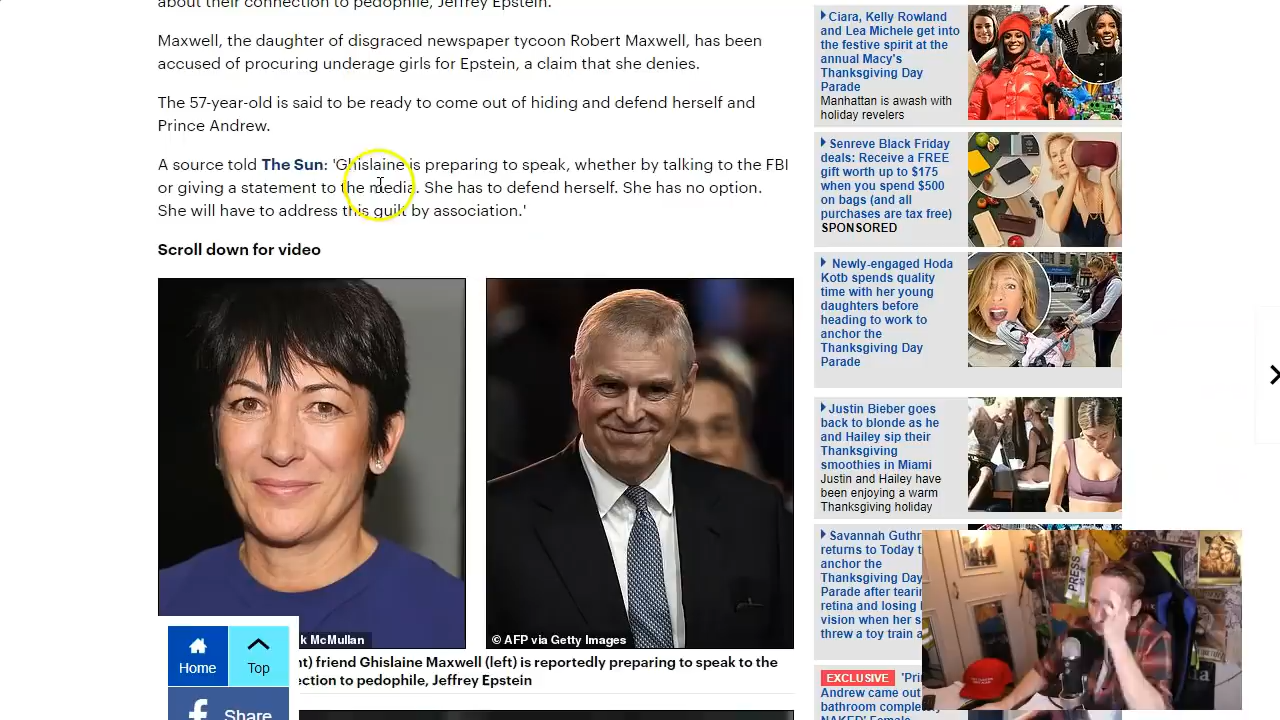 about their connection to pedophile, Jeffrey Epstein.
Maxwell, the daughter of disgraced newspaper tycoon Robert Maxwell, has been
accused of procuring underage girls for Epstein, a claim that she denies.
The 57-year-old is said to be ready to come out of hiding and defend herself and
Prince Andrew.
A source told The Sun: 'Ghislaine is preparing to speak, whether by talking to the FBI
or giving a statement to the media. She has to defend herself. She has no option.
She will have to address this guilt by association.'
Scroll down for video
k McMullan
© AFP via Getty Images
nt) friend Ghislaine Maxwell (left) is reportedly preparing to speak to the
ection to pedophile, Jeffrey Epstein
Home
Top
Share
Ciara, Kelly Rowland
and Lea Michele get into
the festive spirit at the
annual Macy's
Thanksgiving Day
Parade
Manhattan is awash with
holiday revelers
Senreve Black Friday
deals: Receive a FREE
gift worth up to $175
when you spend $500
on bags (and all
purchases are tax free)
SPONSORED
Newly-engaged Hoda
Kotb spends quality
time with her young
daughters before
heading to work to
anchor the
Thanksgiving Day
Parade
Justin Bieber goes
back to blonde as he
and Hailey sip their
Thanksgiving
smoothies in Miami
Justin and Hailey have
been enjoying a warm
Thanksgiving holiday
Savannah Guthr
returns to Today t
anchor the
Thanksgiving Day
Parade after tearin
retina and losing
vision when her s
threw a toy train a
EXCLUSIVE 'Prin
Andrew came out
bathroom complet
NAKED' Female
PRESS